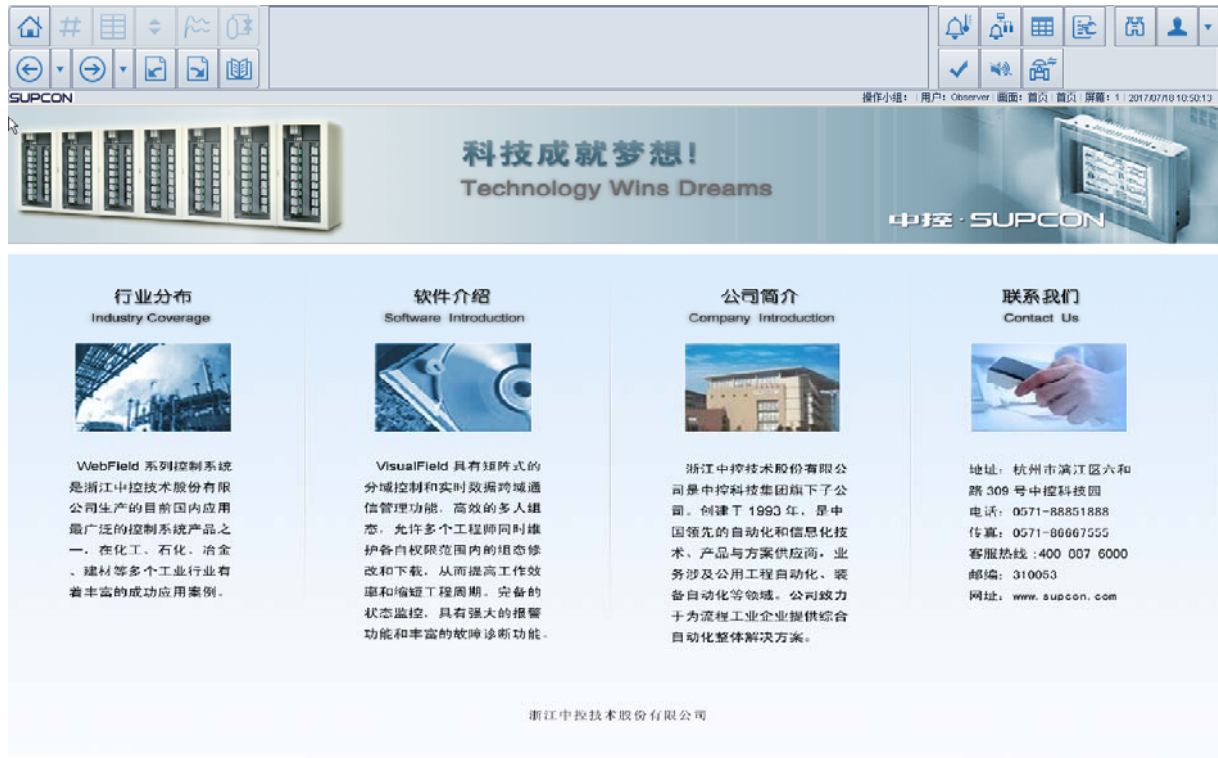 SUPCON
操作小组： 用户：Observer 画面：首页 首页 屏幕：1 2017/07/18 10:50:13
科技成就梦想!
Technology Wins Dreams
中控·SUPCON
行业分布
Industry Coverage
WebField 系列控制系统
是浙江中控技术股份有限
公司生产的目前国内应用
最广泛的控制系统产品之
一。在化工、石化、冶金
、建材等多个工业行业有
着丰富的成功应用案例。
软件介绍
Software Introduction
VisualField 具有矩阵式的
分域控制和实时数据跨域通
信管理功能。高效的多人组
态，允许多个工程师同时维
护各自权限范围内的组态修
改和下载，从而提高工作效
率和缩短工程周期。完备的
状态监控，具有强大的报警
功能和丰富的故障诊断功能。
公司简介
Company Introduction
浙江中控技术股份有限公
司是中控科技集团旗下子公
司。创建于 1993 年，是中
国领先的自动化和信息化技
术、产品与方案供应商，业
务涉及公用工程自动化、装
备自动化等领域。公司致力
于为流程工业企业提供综合
自动化整体解决方案。
联系我们
Contact Us
地址：杭州市滨江区六和
路 309 号中控科技园
电话：0571-88851888
传真：0571-86667555
客服热线:400 887 6000
邮编：310053
网址：www.supcon.com
浙江中控技术股份有限公司